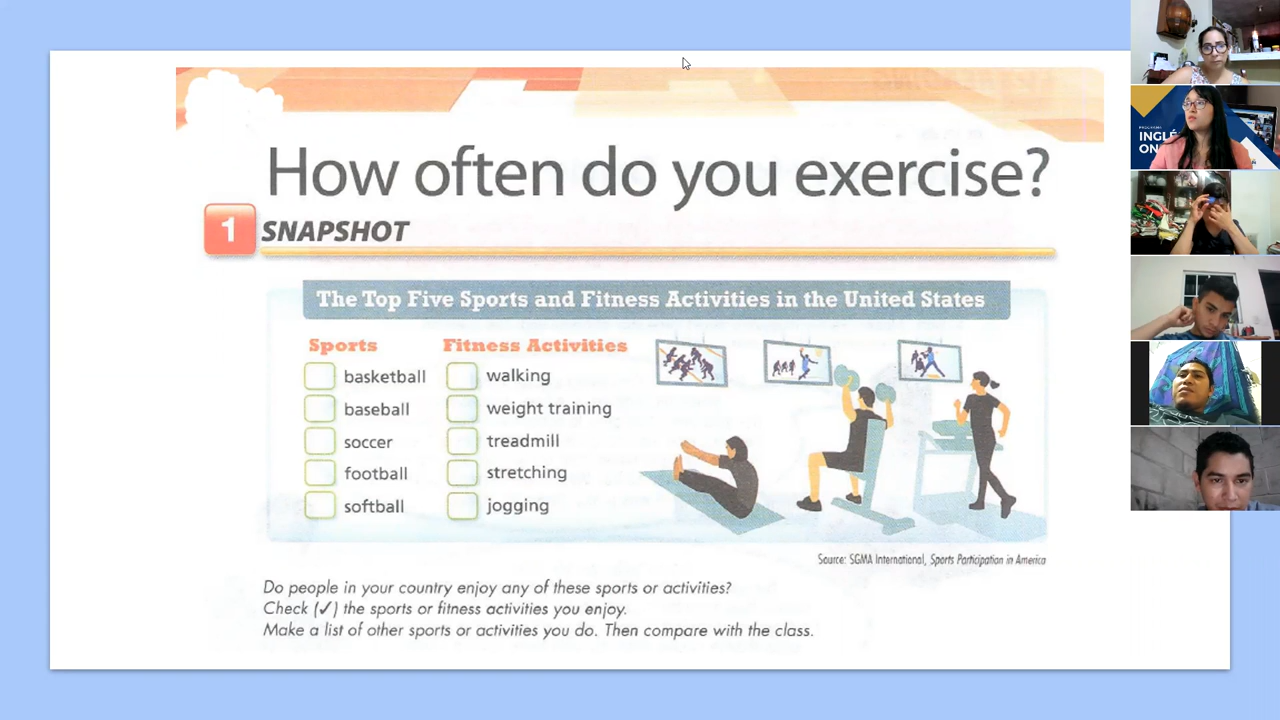 How often do you exercise?
1 SNAPSHOT
The Top Five Sports and Fitness Activities in the United States
Sports
basketball
baseball
soccer
football
softball
Fitness Activities
walking
weight training
treadmill
stretching
jogging
Source: SGMA International, Sports Participation in America
Do people in your country enjoy any of these sports or activities?
Check (✓) the sports or fitness activities you enjoy.
Make a list of other sports or activities you do. Then compare with the class.
INGLÉ
ON